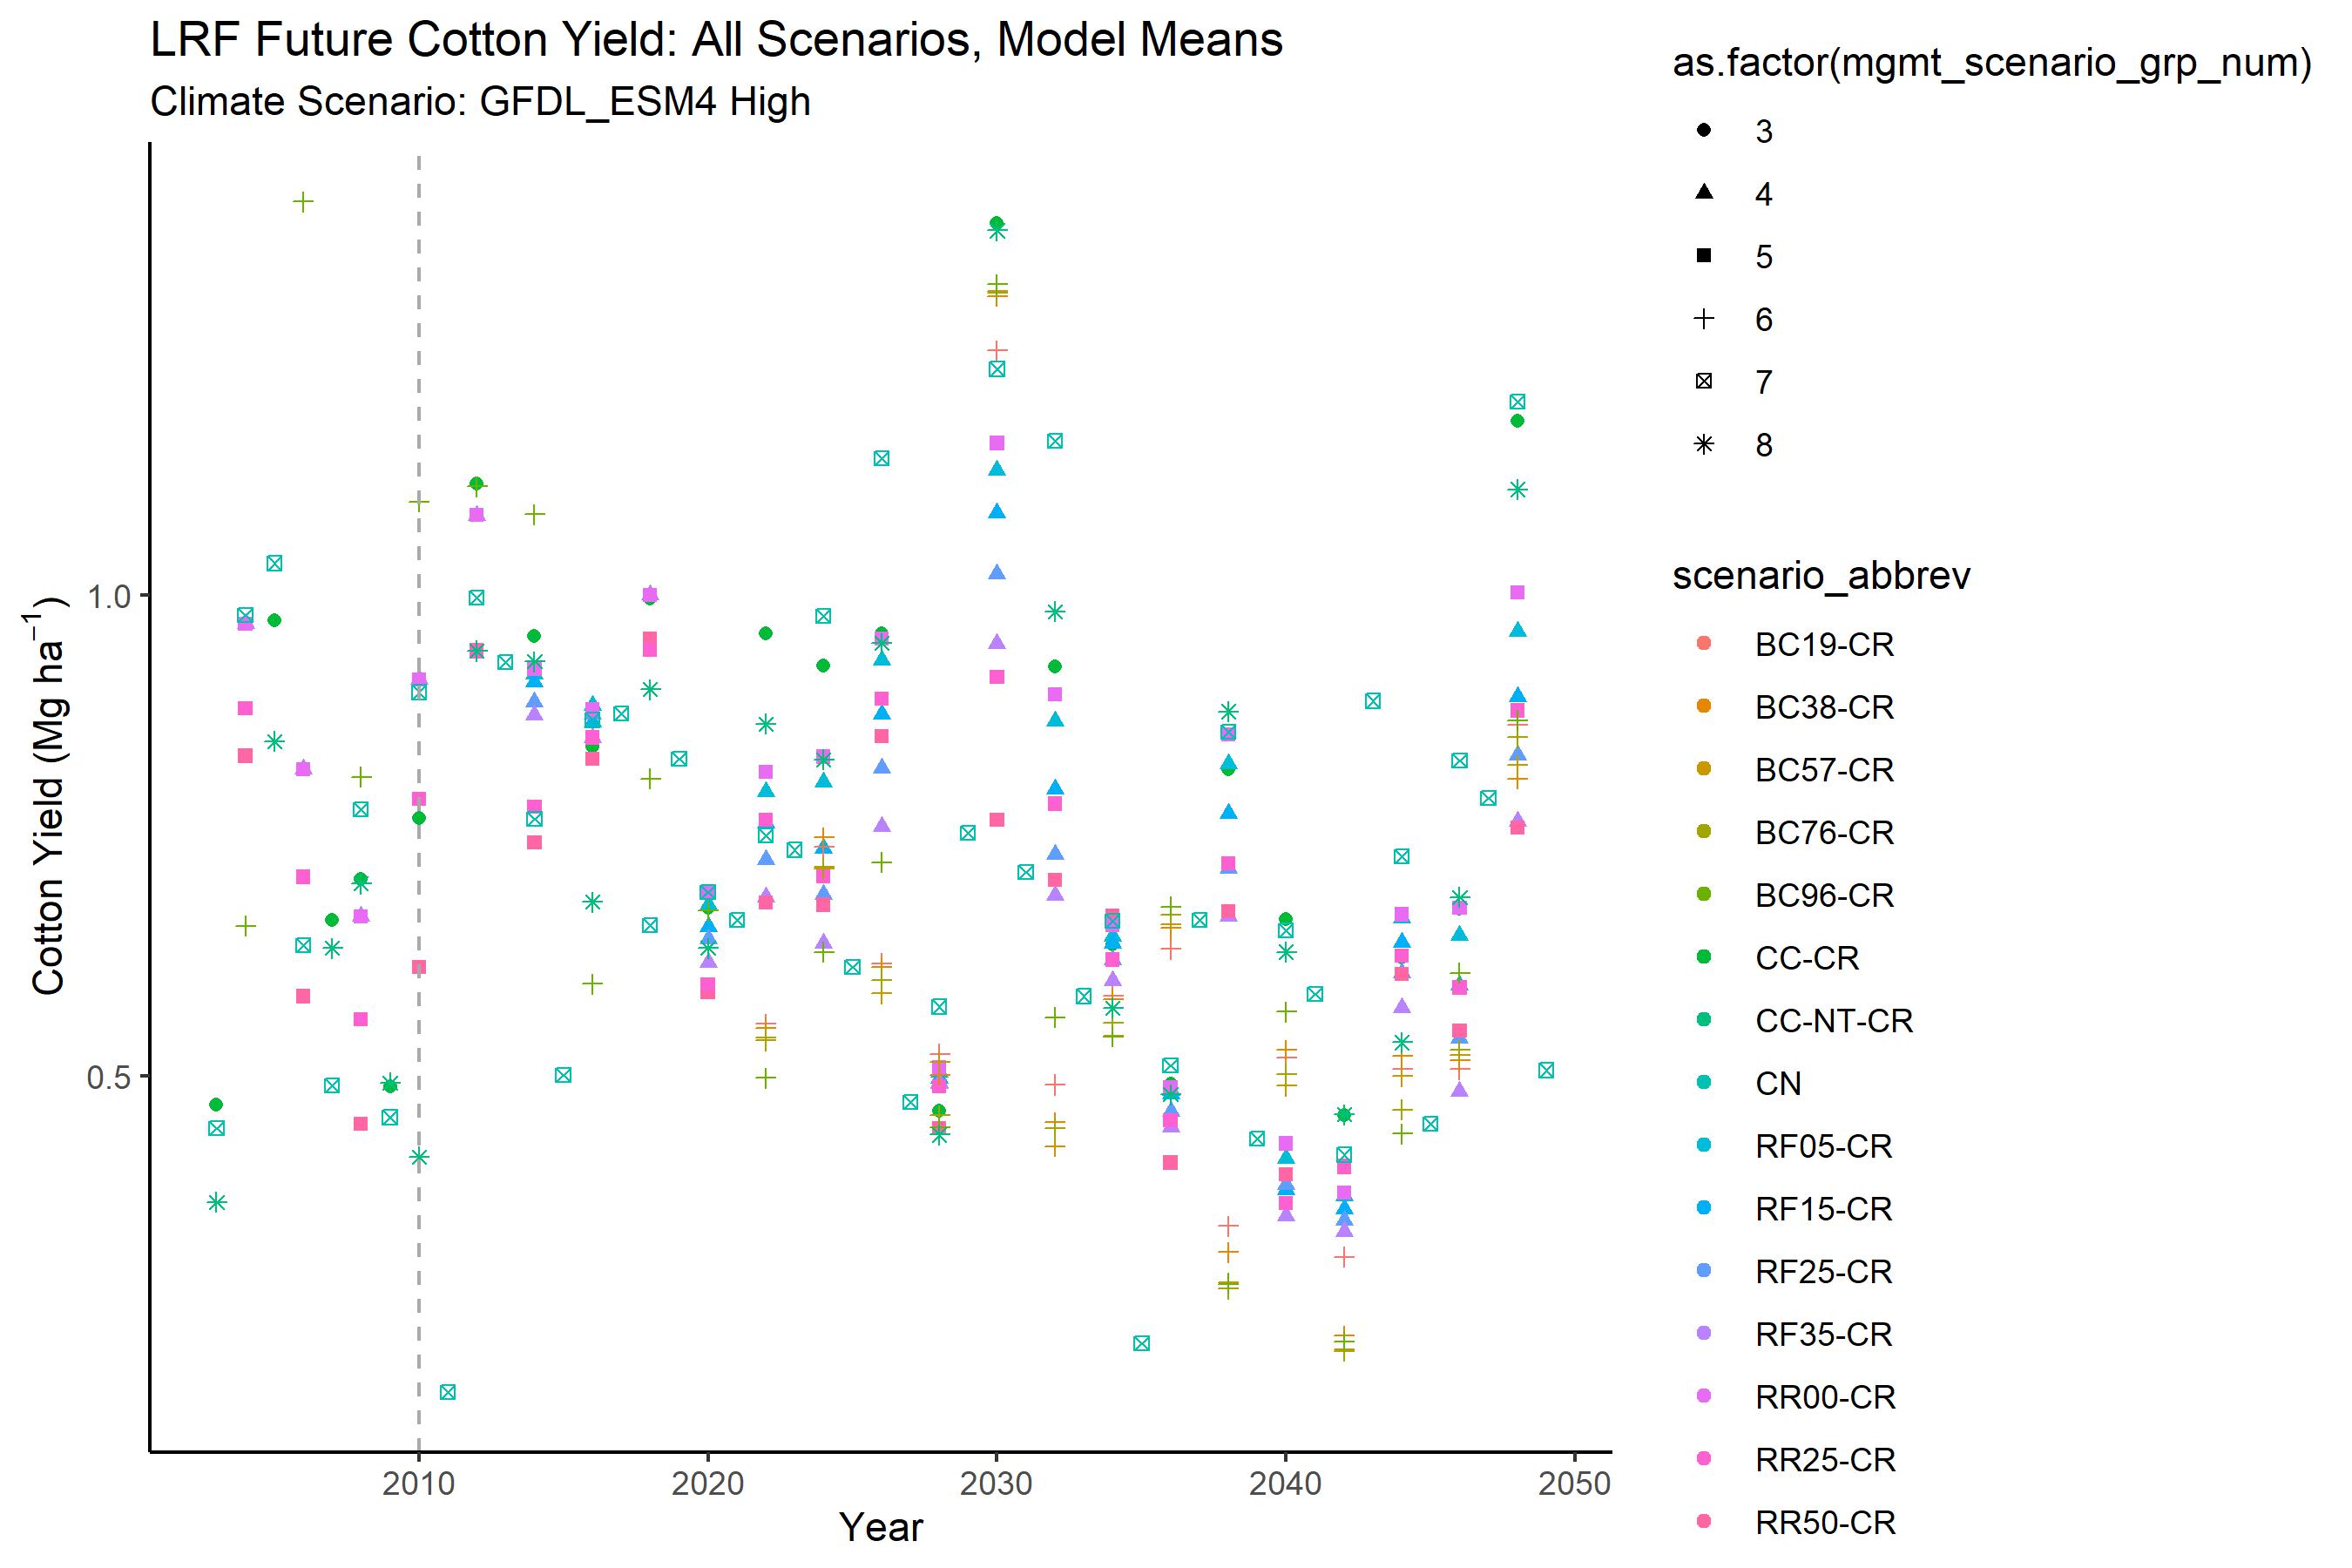 LRF Future Cotton Yield: All Scenarios, Model Means
Climate Scenario: GFDL_ESM4 High
Cotton Yield (Mg ha−1)
1.0
0.5
2010
2020
2030
2040
2050
Year
as.factor(mgmt_scenario_grp_num)
3
4
5
6
7
8
scenario_abbrev
BC19-CR
BC38-CR
BC57-CR
BC76-CR
BC96-CR
CC-CR
CC-NT-CR
CN
RF05-CR
RF15-CR
RF25-CR
RF35-CR
RR00-CR
RR25-CR
RR50-CR